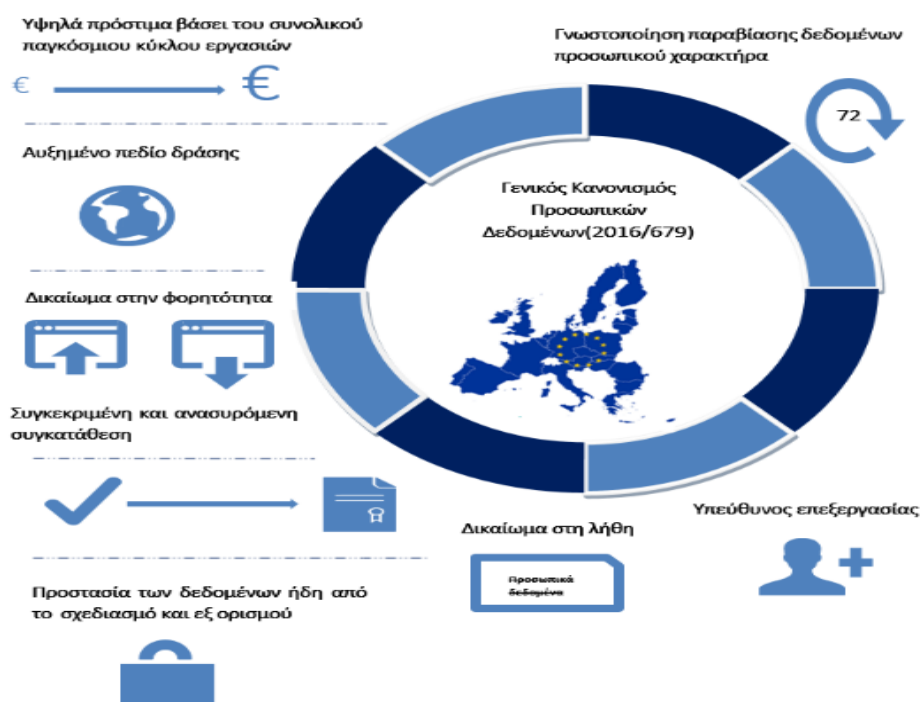 Υψηλά πρόστιμα βάσει του συνολικού
παγκόσμιου κύκλου εργασιών
€ €
Αυξημένο πεδίο δράσης
Δικαίωμα στην φορητότητα
Συγκεκριμένη και ανασυρόμενη
συγκατάθεση
Προστασία των δεδομένων ήδη από
το σχεδιασμό και εξ ορισμού
Γνωστοποίηση παραβίασης δεδομένων
προσωπικού χαρακτήρα
72
Γενικός Κανονισμός
Προσωπικών
Δεδομένων(2016/679)
Δικαίωμα στη λήθη
Προσωπικά
δεδομένα
Υπεύθυνος επεξεργασίας